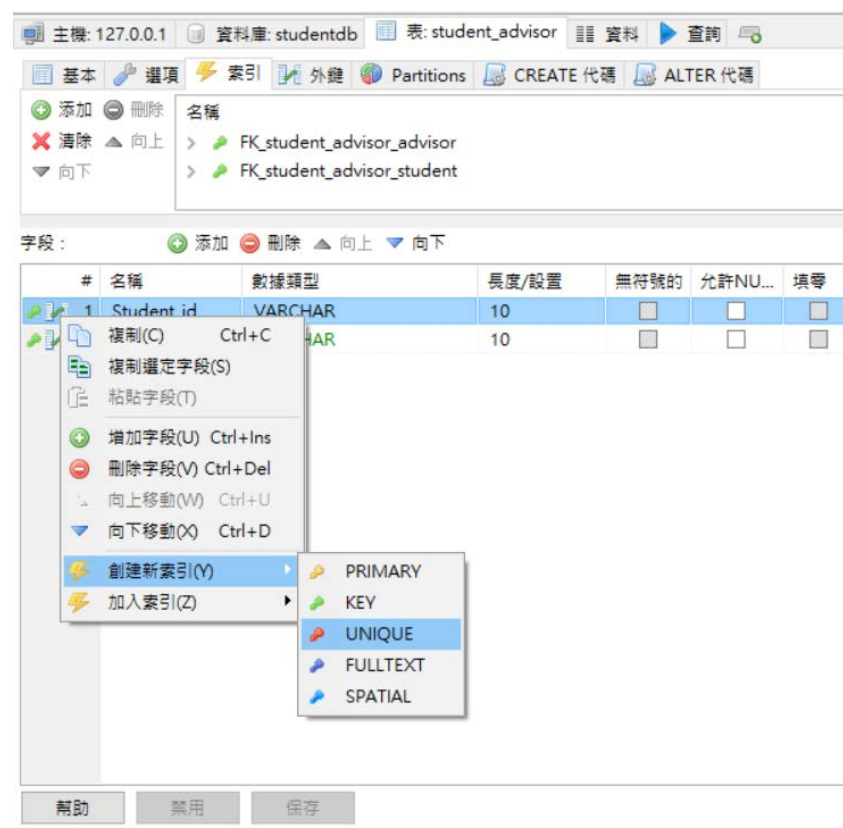 主機: 127.0.0.1 資料庫: studentdb 表: student_advisor 資料 查詢
基本 選項 索引 外鍵 Partitions CREATE 代碼 ALTER 代碼
添加 刪除 名稱
清除 向上 FK_student_advisor_advisor
向下 FK_student_advisor_student
字段 : 添加 刪除 向上 向下
# 名稱 數據類型 長度/設置 無符號的 允許NU... 填零
1 Student_id VARCHAR 10
HAR 10
複制(C) Ctrl+C
複制選定字段(S)
粘貼字段(T)
增加字段(U) Ctrl+Ins
刪除字段(V) Ctrl+Del
向上移動(W) Ctrl+U
向下移動(X) Ctrl+D
創建新索引(Y) PRIMARY
加入索引(Z) KEY
UNIQUE
FULLTEXT
SPATIAL
幫助 禁用 保存